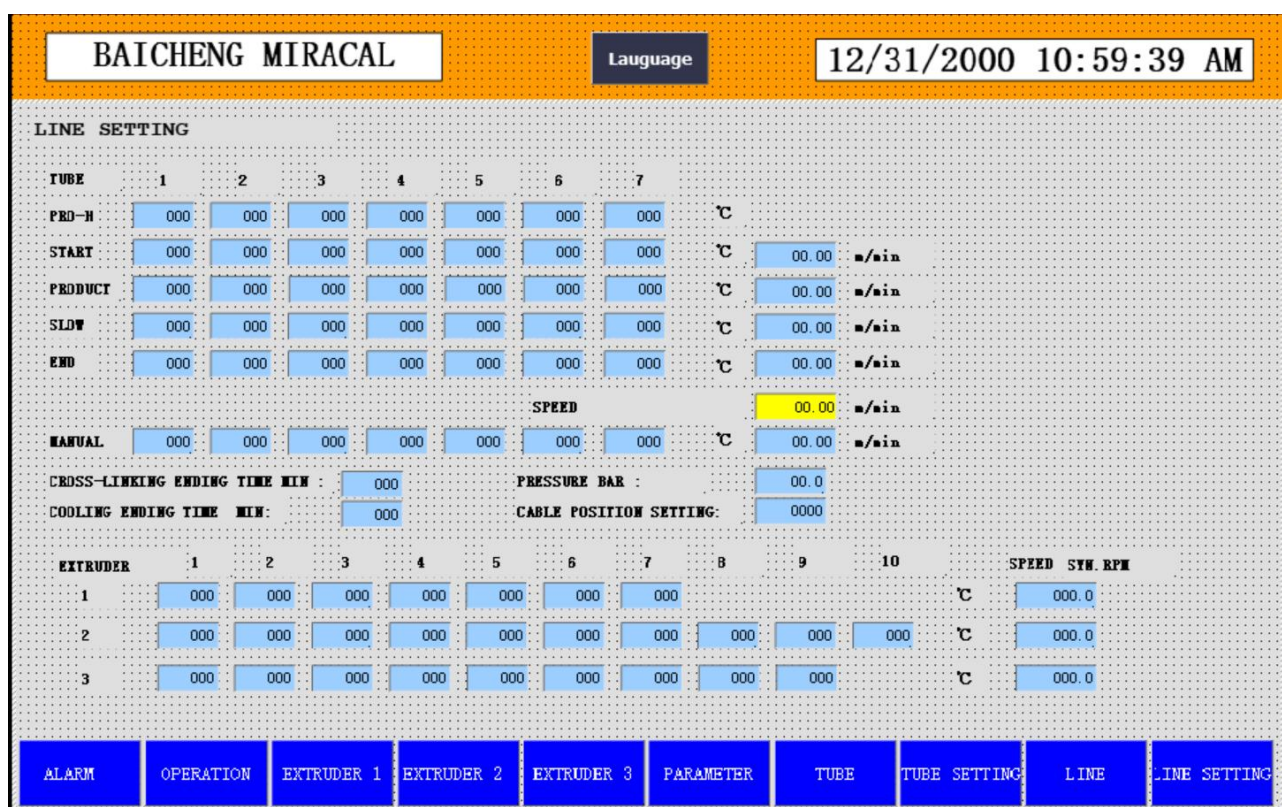 BAICHENG MIRACAL Lauguage 12/31/2000 10:59:39 AM
LINE SETTING
TUBE 1 2 3 4 5 6 7
PRO-H 000 000 000 000 000 000 000 ℃
START 000 000 000 000 000 000 000 ℃ 00.00 m/min
PRODUCT 000 000 000 000 000 000 000 ℃ 00.00 m/min
SLOW 000 000 000 000 000 000 000 ℃ 00.00 m/min
END 000 000 000 000 000 000 000 ℃ 00.00 m/min
SPEED 00.00 m/min
MANUAL 000 000 000 000 000 000 000 ℃ 00.00 m/min
CROSS-LINKING ENDING TIME MIN : 000 PRESSURE BAR : 00.0
COOLING ENDING TIME MIN: 000 CABLE POSITION SETTING: 0000
EXTRUDER 1 2 3 4 5 6 7 8 9 10 SPEED SYN.RPM
1 000 000 000 000 000 000 000 ℃ 000.0
2 000 000 000 000 000 000 000 000 000 000 ℃ 000.0
3 000 000 000 000 000 000 000 000 000 ℃ 000.0
ALARM OPERATION EXTRUDER 1 EXTRUDER 2 EXTRUDER 3 PARAMETER TUBE TUBE SETTING LINE LINE SETTING